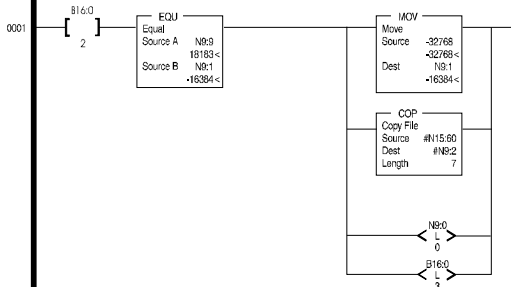 B16:0
0001
2
EQU
Equal
Source A N9:9
18183<
Source B N9:1
-16384<
MOV
Move
Source -32768
-32768<
Dest N9:1
-16384<
COP
Copy File
Source #N15:60
Dest #N9:2
Length 7
N9:0
L
0
B16:0
L
3